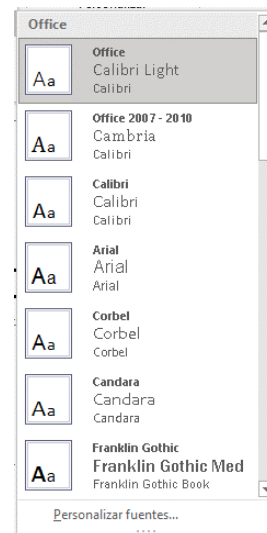 Office
Aa
Office
Calibri Light
Calibri
Aa
Office 2007 - 2010
Cambria
Calibri
Aa
Calibri
Calibri
Calibri
Aa
Arial
Arial
Arial
Aa
Corbel
Corbel
Corbel
Aa
Candara
Candara
Candara
Aa
Franklin Gothic
Franklin Gothic Med
Franklin Gothic Book
Personalizar fuentes...